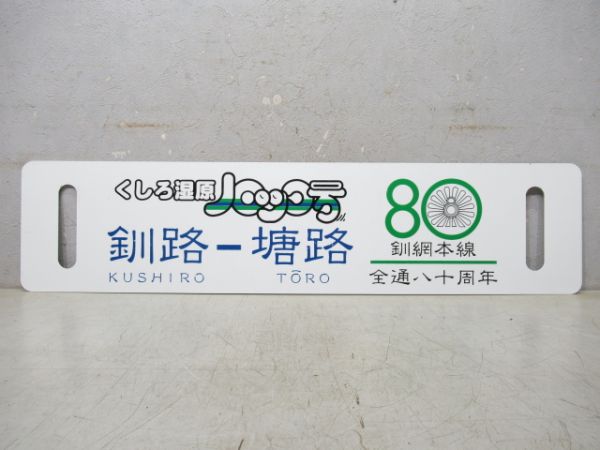 くしろ湿原ノロッコ号
釧路ー塘路
KUSHIRO TŌRO
80
釧網本線
全通八十周年